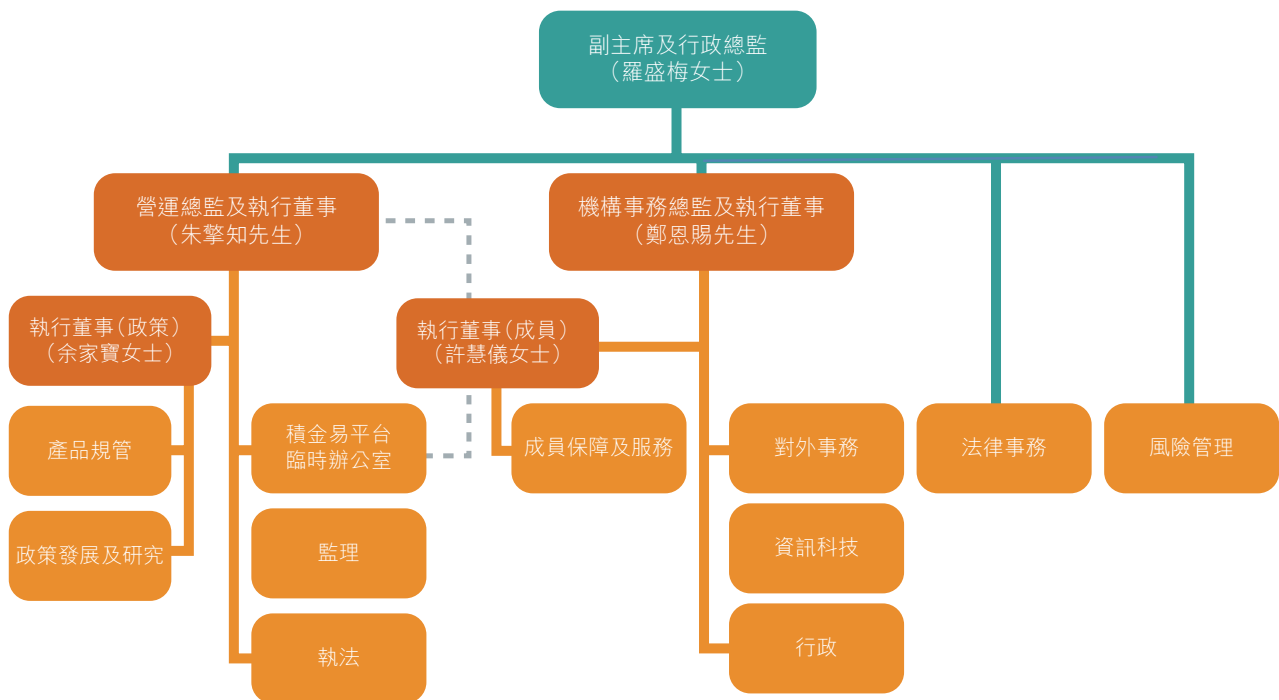 副主席及行政總監
（羅盛梅女士）
營運總監及執行董事
（朱擎知先生）
機構事務總監及執行董事
（鄭恩賜先生）
執行董事（政策）
（余家寶女士）
執行董事（成員）
（許慧儀女士）
產品規管
積金易平台
臨時辦公室
成員保障及服務
對外事務
法律事務
風險管理
政策發展及研究
監理
資訊科技
執法
行政